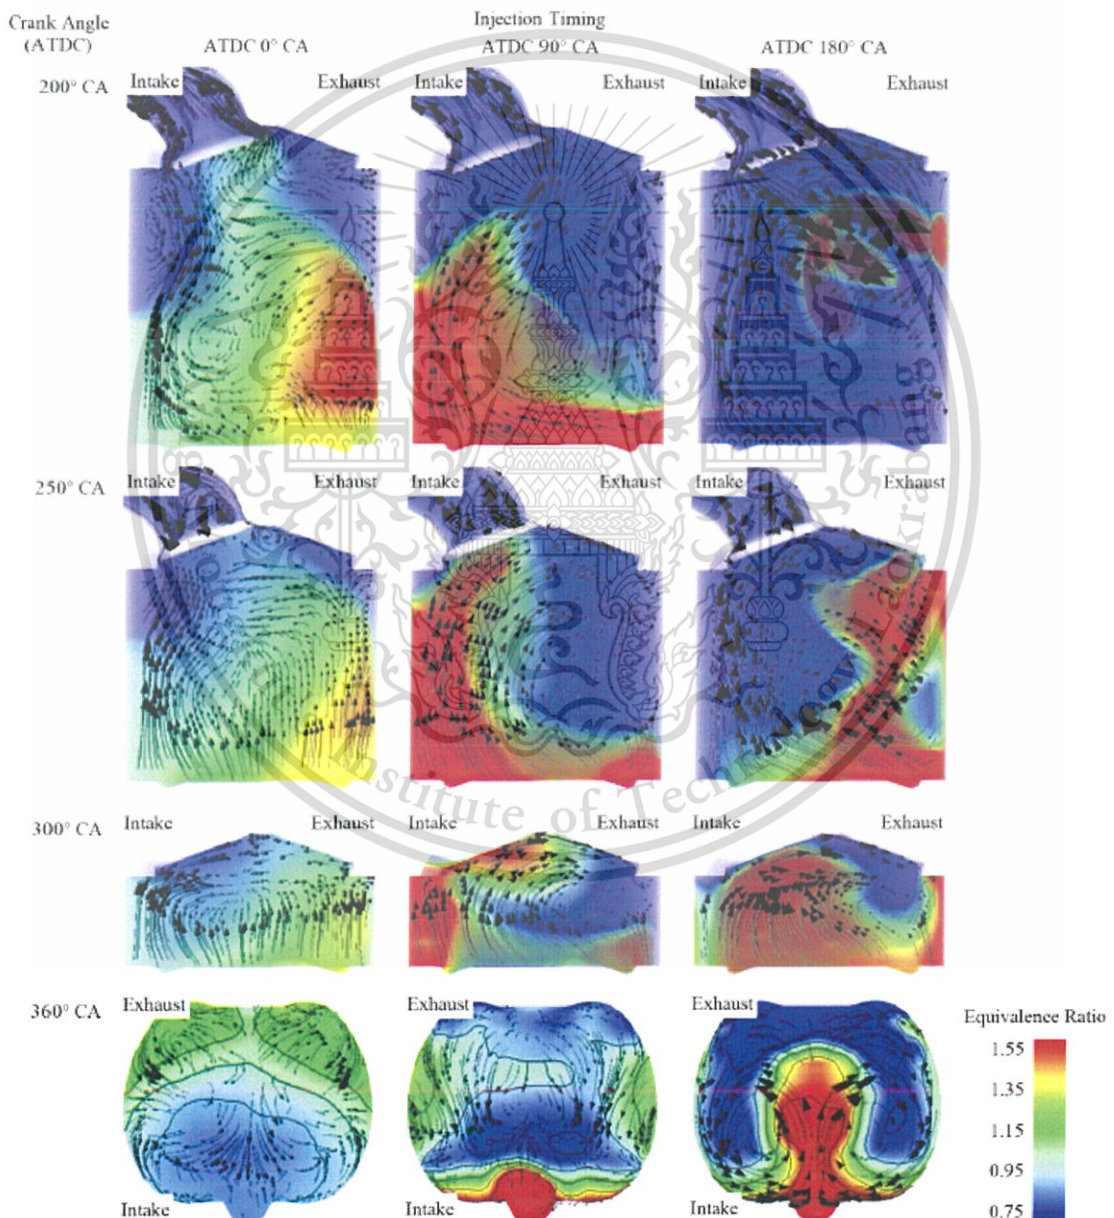 Crank Angle
(ATDC)
Injection Timing
ATDC 0° CA
ATDC 90° CA
ATDC 180° CA
200° CA
Intake
Exhaust
Intake
Exhaust
Intake
Exhaust
250° CA
Intake
Exhaust
Intake
Exhaust
Intake
Exhaust
300° CA
Intake
Exhaust
Intake
Exhaust
Intake
Exhaust
360° CA
Exhaust
Intake
Exhaust
Intake
Exhaust
Intake
Equivalence Ratio
1.55
1.35
1.15
0.95
0.75
Institute of Technology